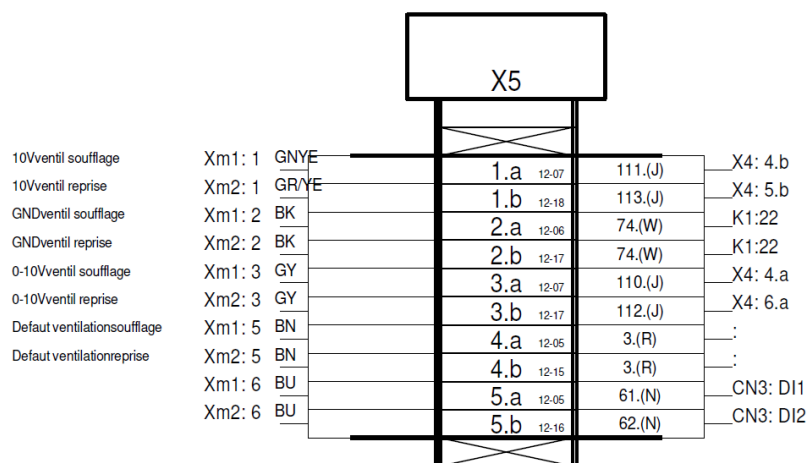 X5
10Vventil soufflage Xm1: 1 GNYE 1.a 12-07 111.(J) X4: 4.b
10Vventil reprise Xm2: 1 GR/YE 1.b 12-18 113.(J) X4: 5.b
GNDventil soufflage Xm1: 2 BK 2.a 12-06 74.(W) K1:22
GNDventil reprise Xm2: 2 BK 2.b 12-17 74.(W) K1:22
0-10Vventil soufflage Xm1: 3 GY 3.a 12-07 110.(J) X4: 4.a
0-10Vventil reprise Xm2: 3 GY 3.b 12-17 112.(J) X4: 6.a
Defaut ventilationsoufflage Xm1: 5 BN 4.a 12-05 3.(R) :
Defaut ventilationreprise Xm2: 5 BN 4.b 12-15 3.(R) :
Xm1: 6 BU 5.a 12-05 61.(N) CN3: DI1
Xm2: 6 BU 5.b 12-16 62.(N) CN3: DI2